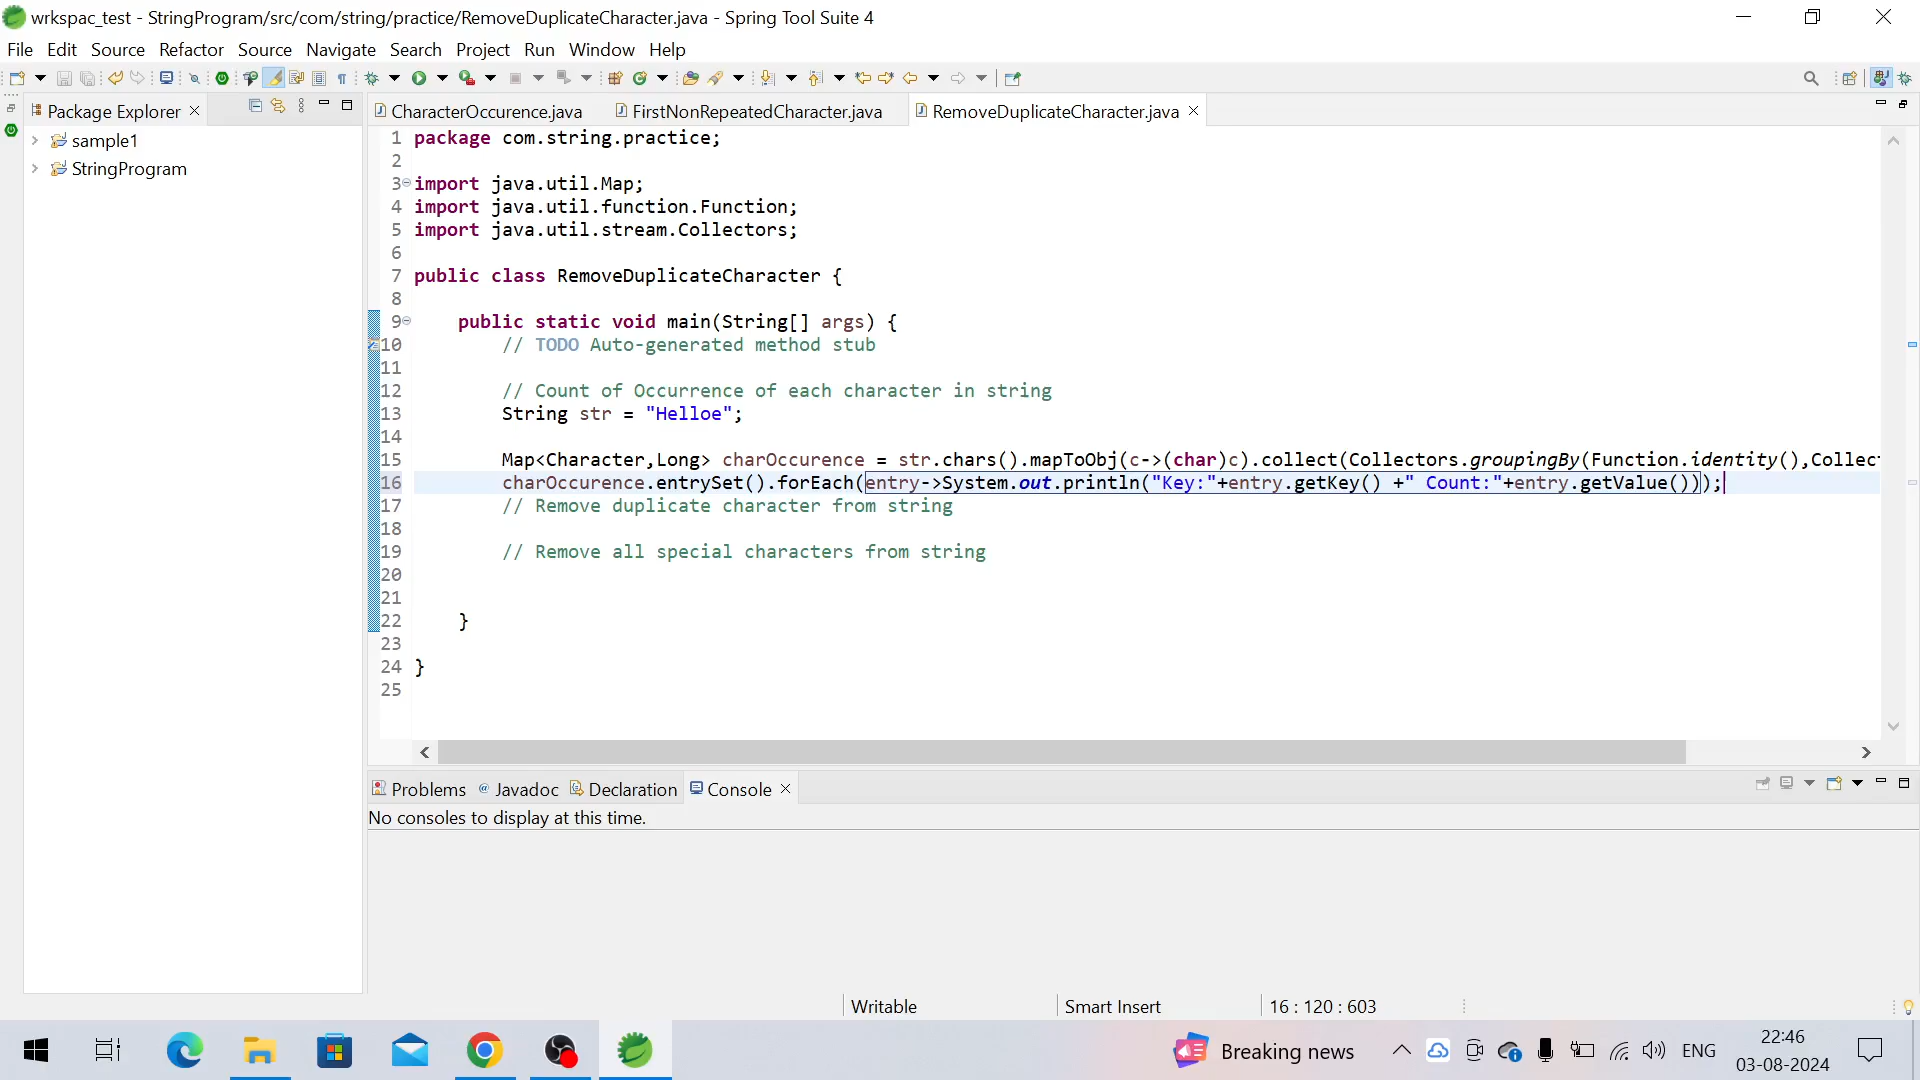 wrkspac_test - StringProgram/src/com/string/practice/RemoveDuplicateCharacter.java - Spring Tool Suite 4
File Edit Source Refactor Source Navigate Search Project Run Window Help
Package Explorer
CharacterOccurence.java FirstNonRepeatedCharacter.java RemoveDuplicateCharacter.java
sample1
StringProgram
1 package com.string.practice;
2
3 import java.util.Map;
4 import java.util.function.Function;
5 import java.util.stream.Collectors;
6
7 public class RemoveDuplicateCharacter {
8
9 public static void main(String[] args) {
10 // TODO Auto-generated method stub
11
12 // Count of Occurrence of each character in string
13 String str = "Helloe";
14
15 Map<Character,Long> charOccurence = str.chars().mapToObj(c->(char)c).collect(Collectors.groupingBy(Function.identity(),Collec
16 charOccurence.entrySet().forEach(entry->System.out.println("Key:"+entry.getKey() +" Count:"+entry.getValue()));
17 // Remove duplicate character from string
18
19 // Remove all special characters from string
20
21
22 }
23
24 }
25
Problems Javadoc Declaration Console
No consoles to display at this time.
Writable Smart Insert 16 : 120 : 603
Breaking news ENG 22:46
03-08-2024